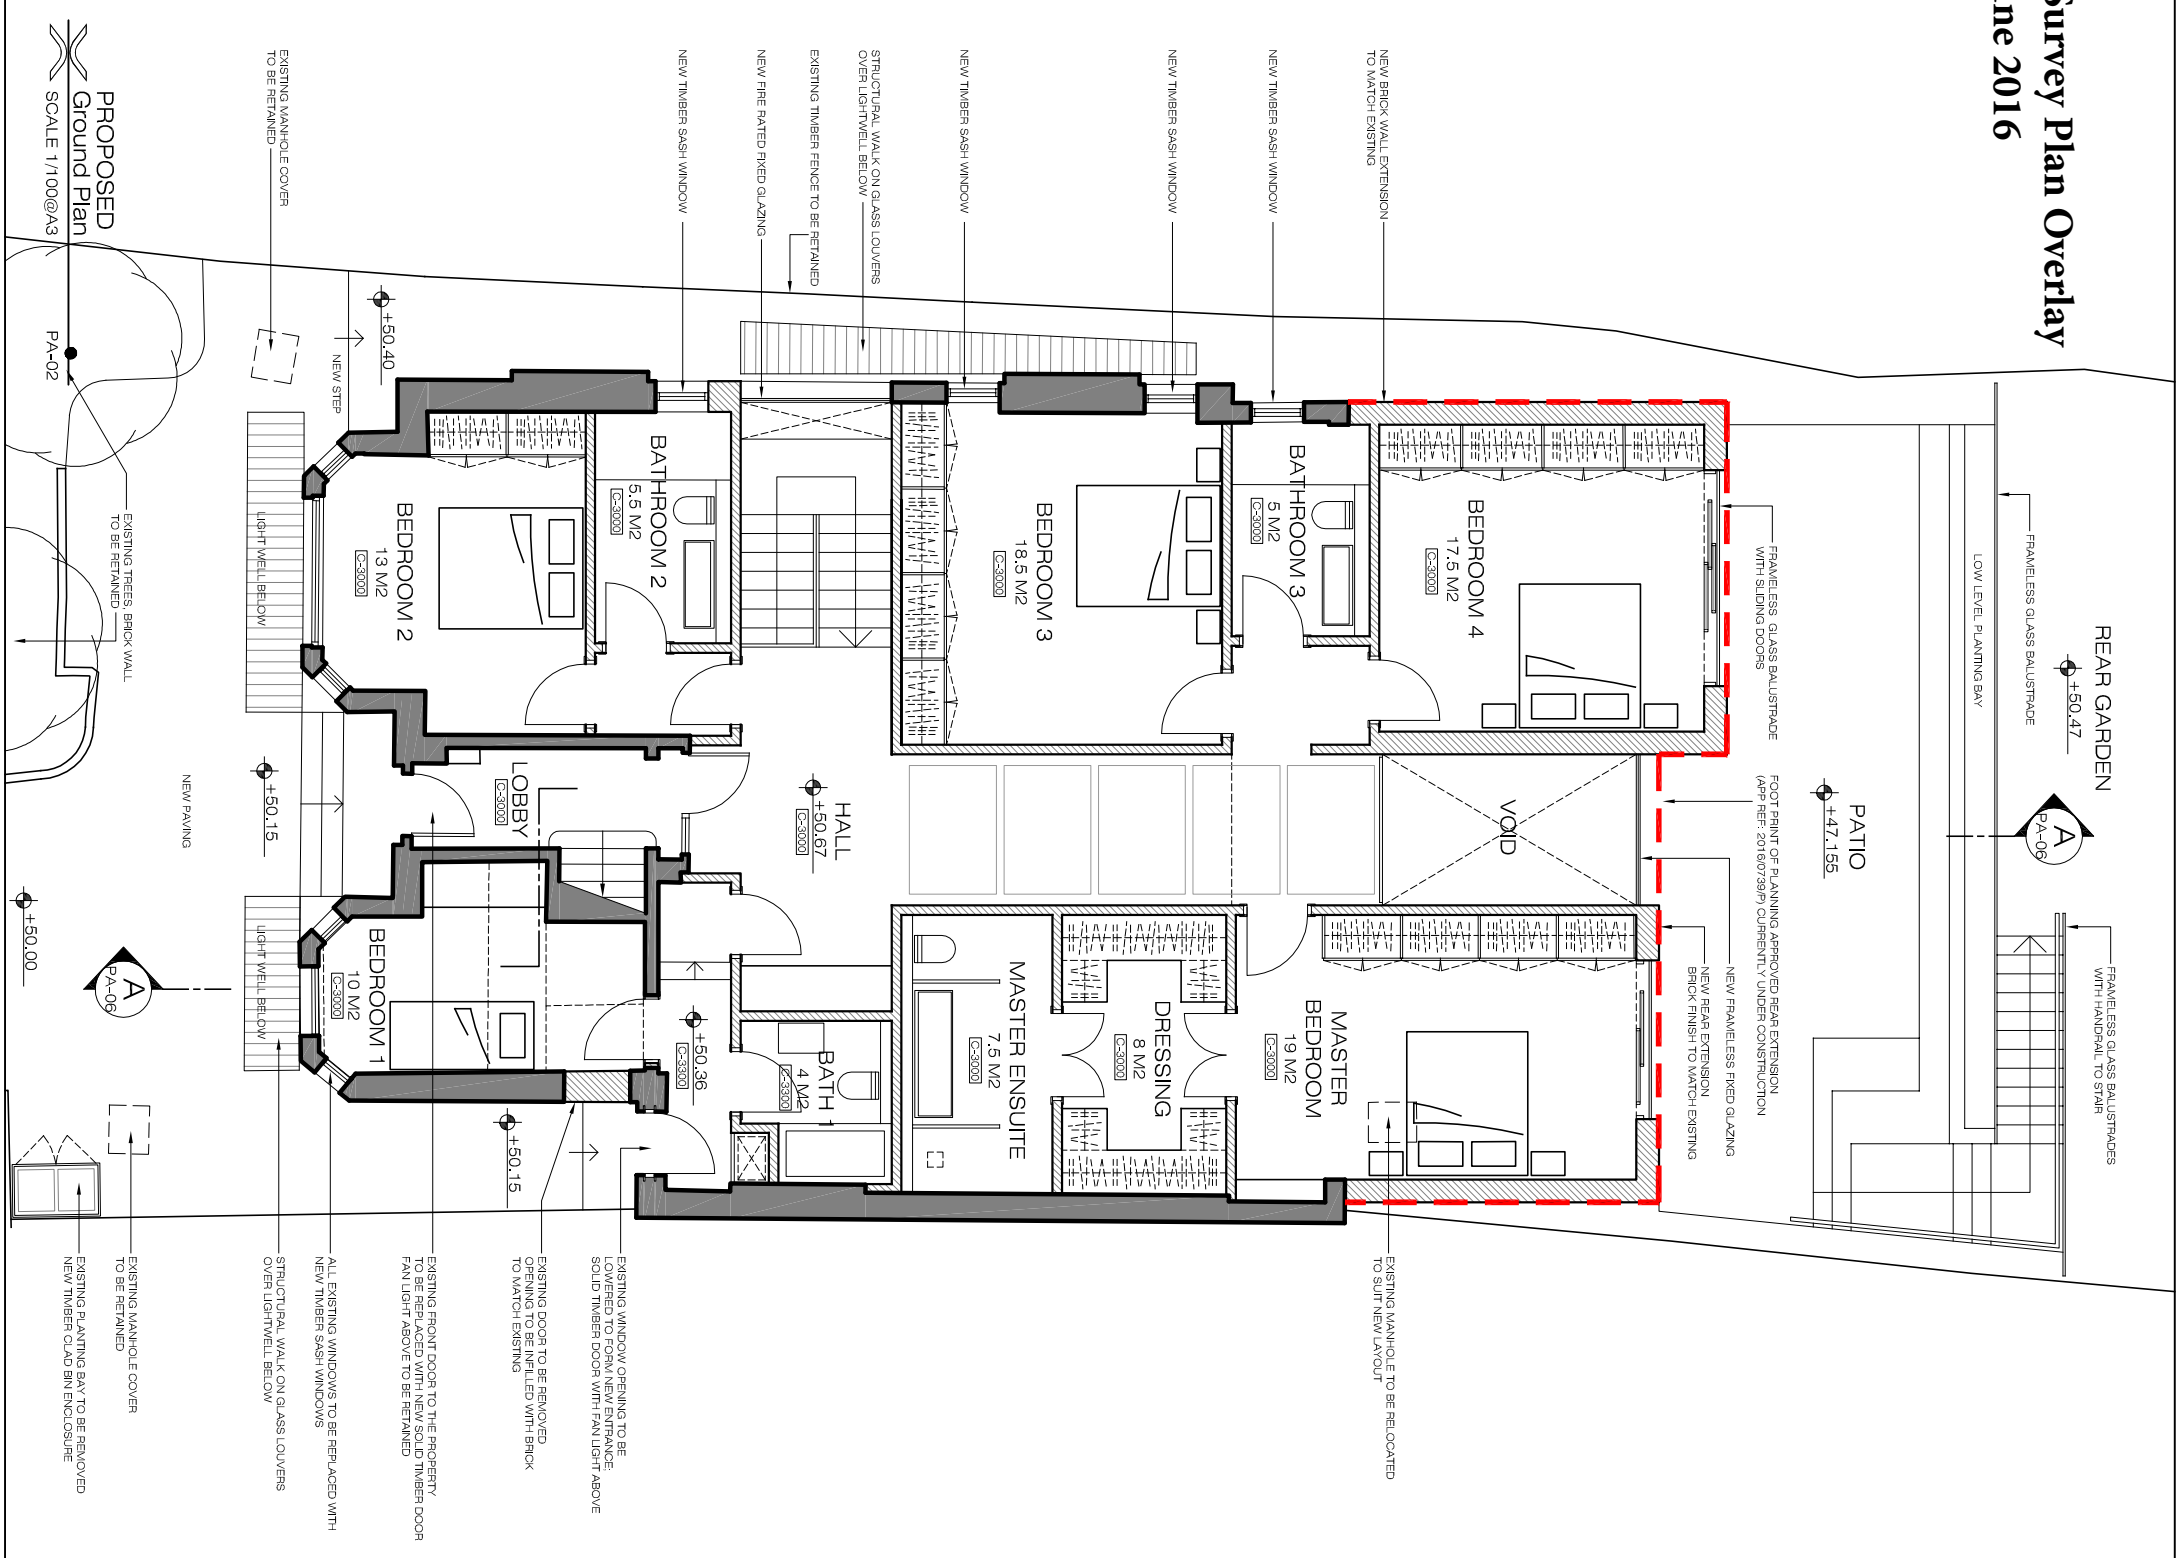 Survey Plan Overlay
ne 2016
REAR GARDEN
+50.47
A
PA-06
PATIO
+47.155
FRAMELESS GLASS BALUSTRADE
LOW LEVEL PLANTING BAY
FRAMELESS GLASS BALUSTRADES
WITH HANDRAIL TO STAIR
FRAMELESS GLASS BALUSTRADE
WITH SLIDING DOORS
FOOT PRINT OF PLANNING APPROVED REAR EXTENSION
(APP REF: 2016/0739/P) CURRENTLY UNDER CONSTRUCTION
NEW FRAMELESS FIXED GLAZING
NEW REAR EXTENSION
BRICK FINISH TO MATCH EXISTING
NEW BRICK WALL EXTENSION
TO MATCH EXISTING
NEW TIMBER SASH WINDOW
NEW TIMBER SASH WINDOW
NEW TIMBER SASH WINDOW
STRUCTURAL WALK ON GLASS LOUVERS
OVER LIGHTWELL BELOW
EXISTING TIMBER FENCE TO BE RETAINED
NEW FIRE RATED FIXED GLAZING
NEW TIMBER SASH WINDOW
EXISTING MANHOLE COVER
TO BE RETAINED
BEDROOM 4
17.5 M2
C-3000
VOID
MASTER
BEDROOM
19 M2
C-3000
EXISTING MANHOLE TO BE RELOCATED
TO SUIT NEW LAYOUT
BATHROOM 3
5 M2
C-3000
DRESSING
8 M2
C-3000
BEDROOM 3
18.5 M2
C-3000
MASTER ENSUITE
7.5 M2
C-3000
HALL
+50.67
C-3000
BATH 1
4 M2
C-3300
+50.36
C-3300
BATHROOM 2
5.5 M2
C-3000
LOBBY
C-3000
+50.15
BEDROOM 2
13 M2
C-3000
BEDROOM 1
10 M2
C-3000
+50.40
NEW STEP
LIGHT WELL BELOW
LIGHT WELL BELOW
+50.15
NEW PAVING
EXISTING TREES, BRICK WALL
TO BE RETAINED
A
PA-06
+50.00
EXISTING WINDOW OPENING TO BE
LOWERED TO FORM NEW ENTRANCE;
SOLID TIMBER DOOR WITH FAN LIGHT ABOVE
EXISTING DOOR TO BE REMOVED
OPENING TO BE INFILLED WITH BRICK
TO MATCH EXISTING
EXISTING FRONT DOOR TO THE PROPERTY
TO BE REPLACED WITH NEW SOLID TIMBER DOOR
FAN LIGHT ABOVE TO BE RETAINED
ALL EXISTING WINDOWS TO BE REPLACED WITH
NEW TIMBER SASH WINDOWS
STRUCTURAL WALK ON GLASS LOUVERS
OVER LIGHTWELL BELOW
EXISTING MANHOLE COVER
TO BE RETAINED
EXISTING PLANTING BAY TO BE REMOVED
NEW TIMBER CLAD BIN ENCLOSURE
PROPOSED
Ground Plan
SCALE 1/100@A3
PA-02